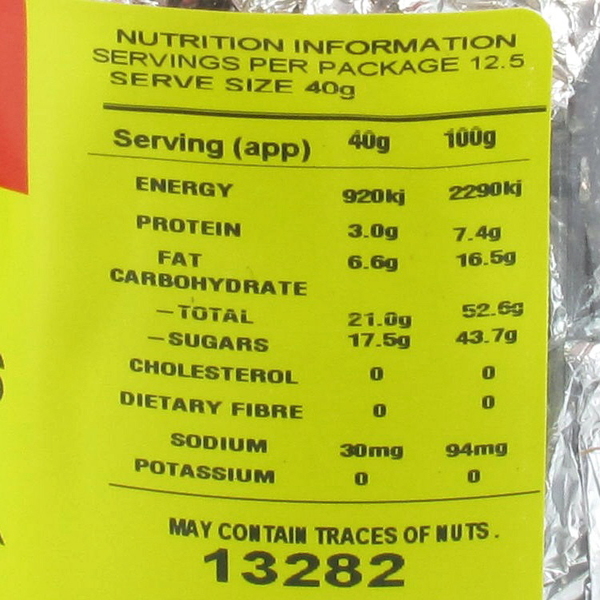 NUTRITION INFORMATION
SERVINGS PER PACKAGE 12.5
SERVE SIZE 40g
Serving (app) 40g 100g
ENERGY 920kj 2290kj
PROTEIN 3.0g 7.4g
FAT 6.6g 16.5g
CARBOHYDRATE
– TOTAL 21.0g 52.6g
– SUGARS 17.5g 43.7g
CHOLESTEROL 0 0
DIETARY FIBRE 0 0
SODIUM 30mg 94mg
POTASSIUM 0 0
MAY CONTAIN TRACES OF NUTS.
13282